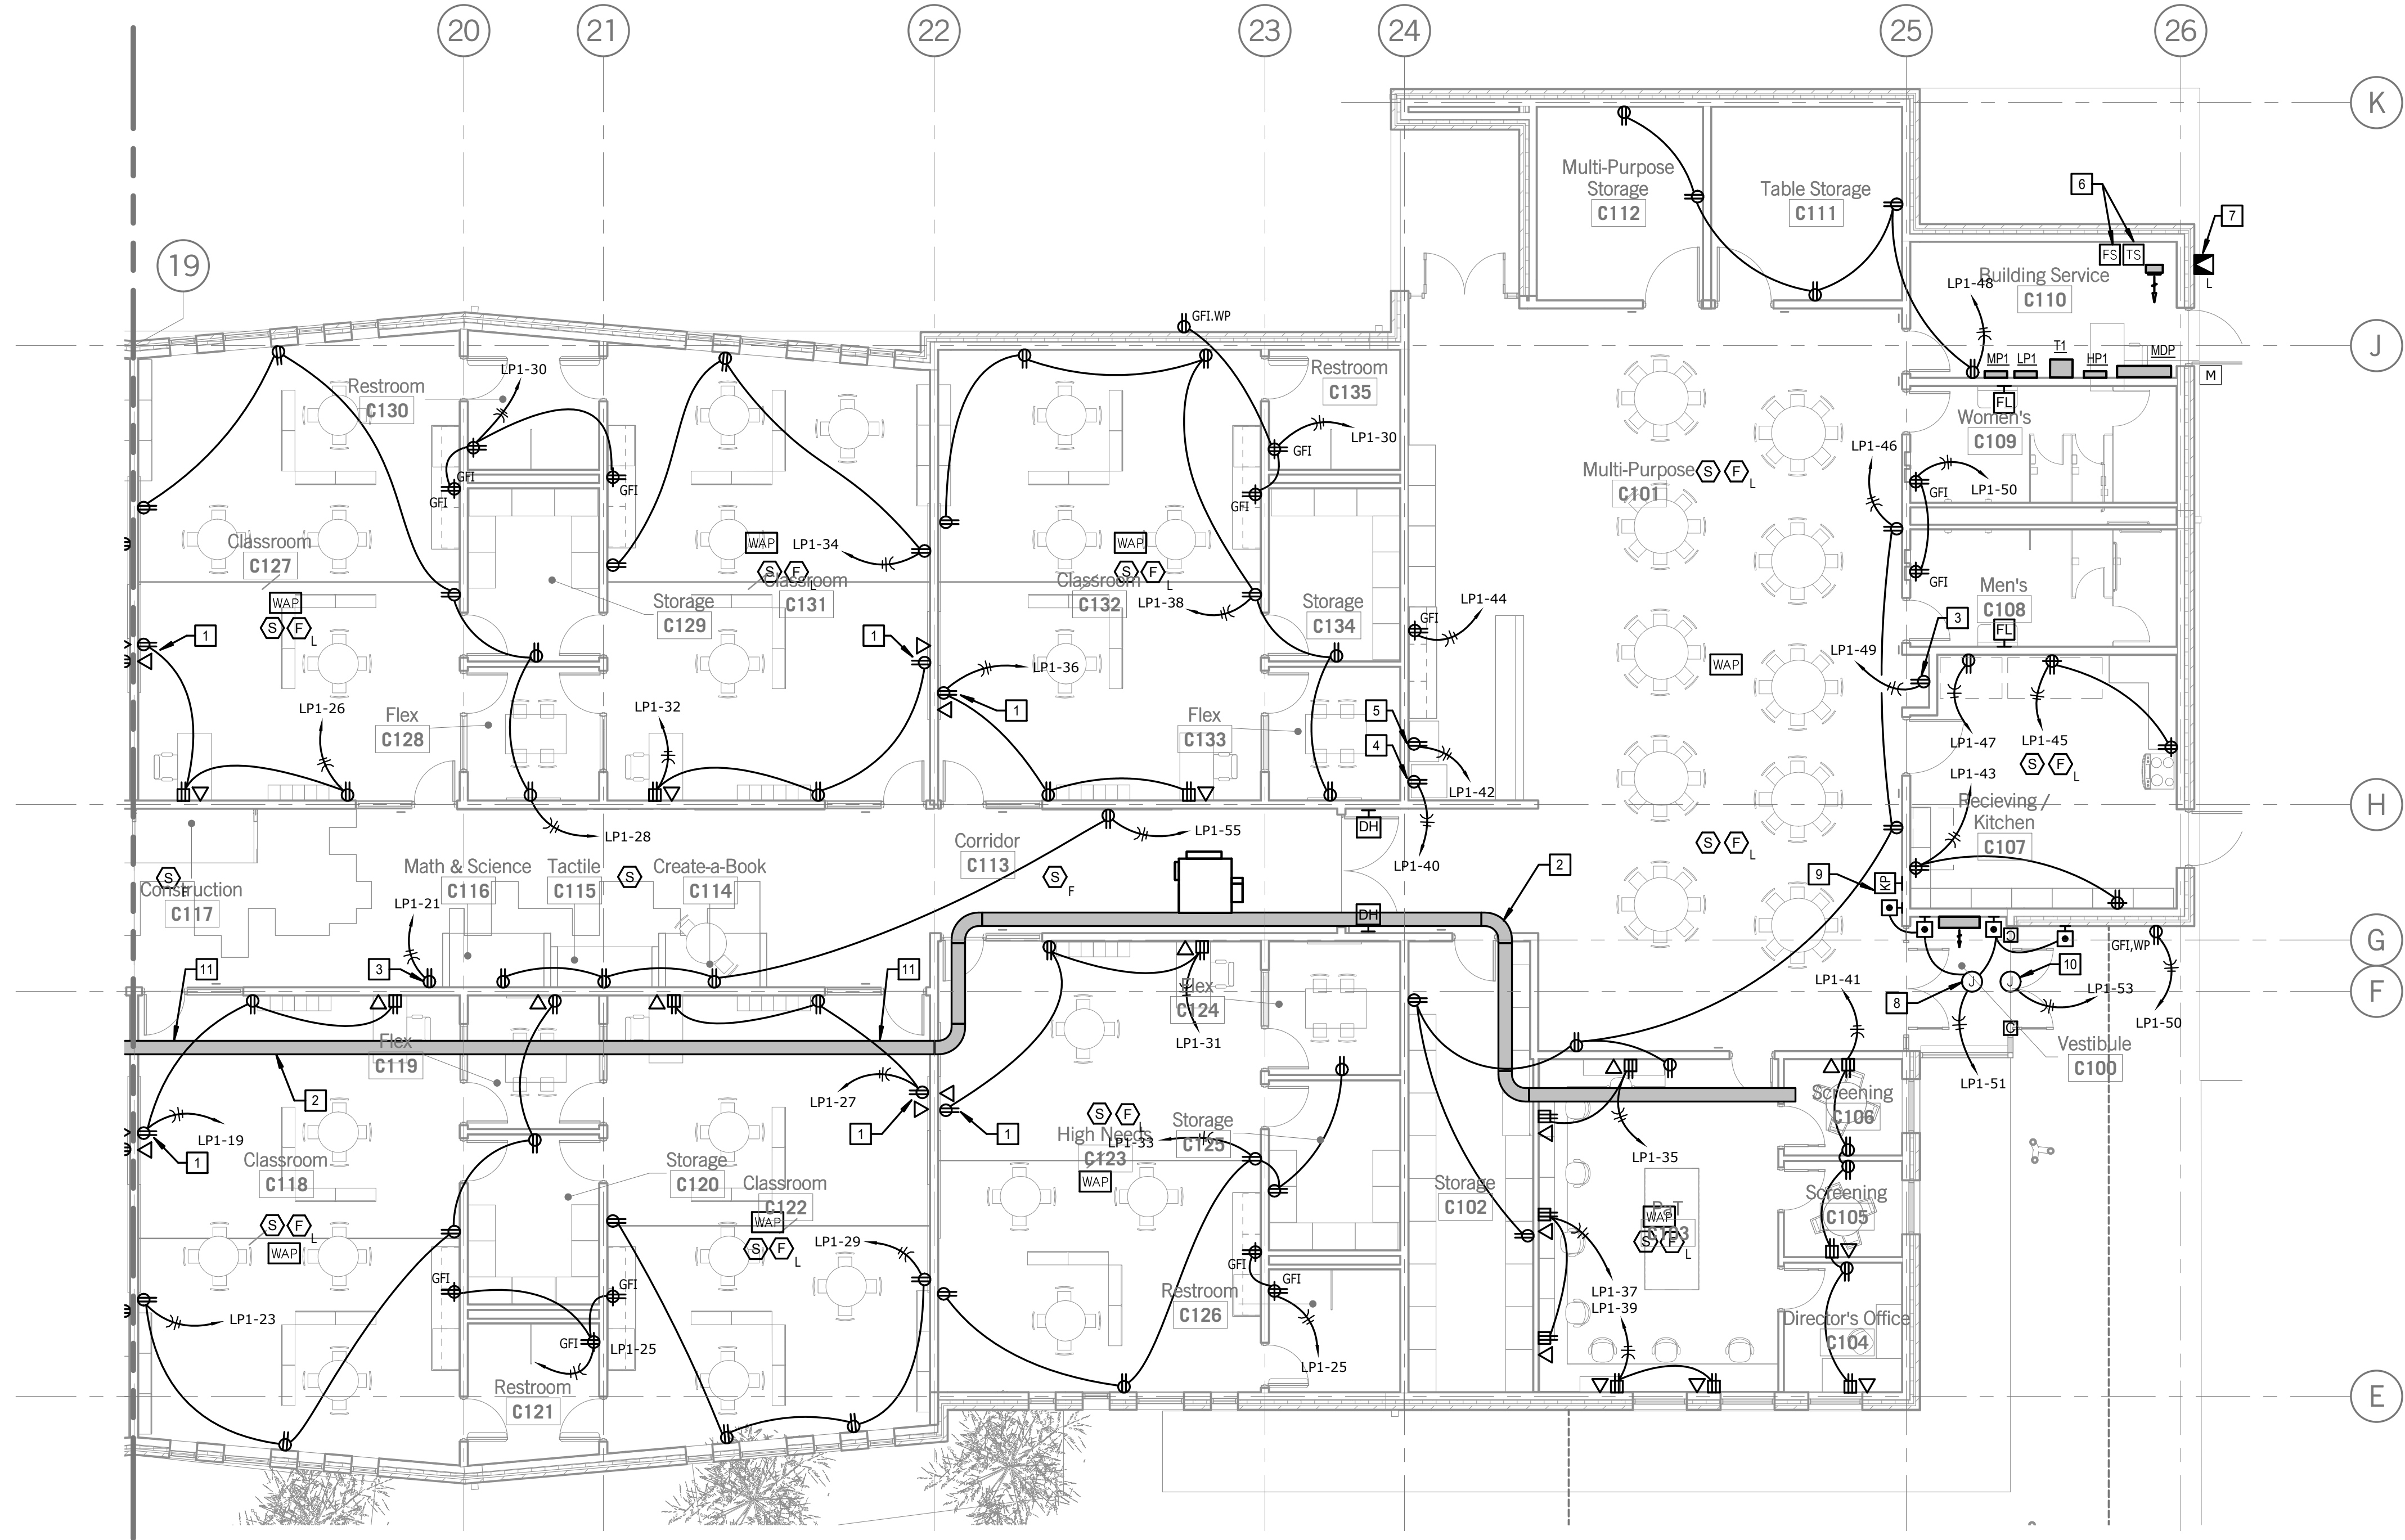 20
21
22
23
24
25
26
K
6
7
Multi-Purpose
Storage
C112
Table Storage
C111
19
FS
TS
Building Service
C110
L
LP1-48
GFI.WP
J
MP1
LP1
T1
HP1
MDP
M
Restroom
C130
LP1-30
Restroom
C135
FL
Women's
C109
LP1-30
GFI
LP1-46
Multi-Purpose
C101
S
F
L
GFI
GFI
GFI
GFI
GFI
LP1-50
Classroom
C127
WAP
S
F
L
WAP
LP1-34
S
F
L
Classroom
C131
WAP
S
F
L
Classroom
C132
LP1-38
GFI
Men's
C108
FL
3
Storage
C129
Storage
C134
GFI
LP1-44
1
1
LP1-36
WAP
LP1-49
LP1-26
Flex
C128
LP1-32
1
Flex
C133
5
4
LP1-42
LP1-47
LP1-45
S
F
L
LP1-43
Recieving /
Kitchen
C107
H
LP1-28
LP1-55
DH
LP1-40
Corridor
C113
S
F
S
F
L
2
S
F
Construction
C117
Math & Science
C116
Tactile
C115
S
Create-a-Book
C114
LP1-21
9
KP
DH
G
GFI,WP
C
3
11
11
10
LP1-41
8
J
J
LP1-53
LP1-50
F
Flex
C124
LP1-31
C
Vestibule
C100
LP1-51
Flex
C119
2
LP1-27
Screening
C106
LP1-19
1
1
1
S
F
L
High Needs
C123
LP1-33
Storage
C125
WAP
LP1-35
Classroom
C118
Storage
C120
Classroom
C122
WAP
Storage
C102
Screening
C105
S
F
L
WAP
S
F
L
LP1-29
PaT
C103
WAP
S
F
L
GFI
GFI
GFI
GFI
Restroom
C126
LP1-37
LP1-39
LP1-23
GFI
LP1-25
LP1-25
Director's Office
C104
Restroom
C121
E